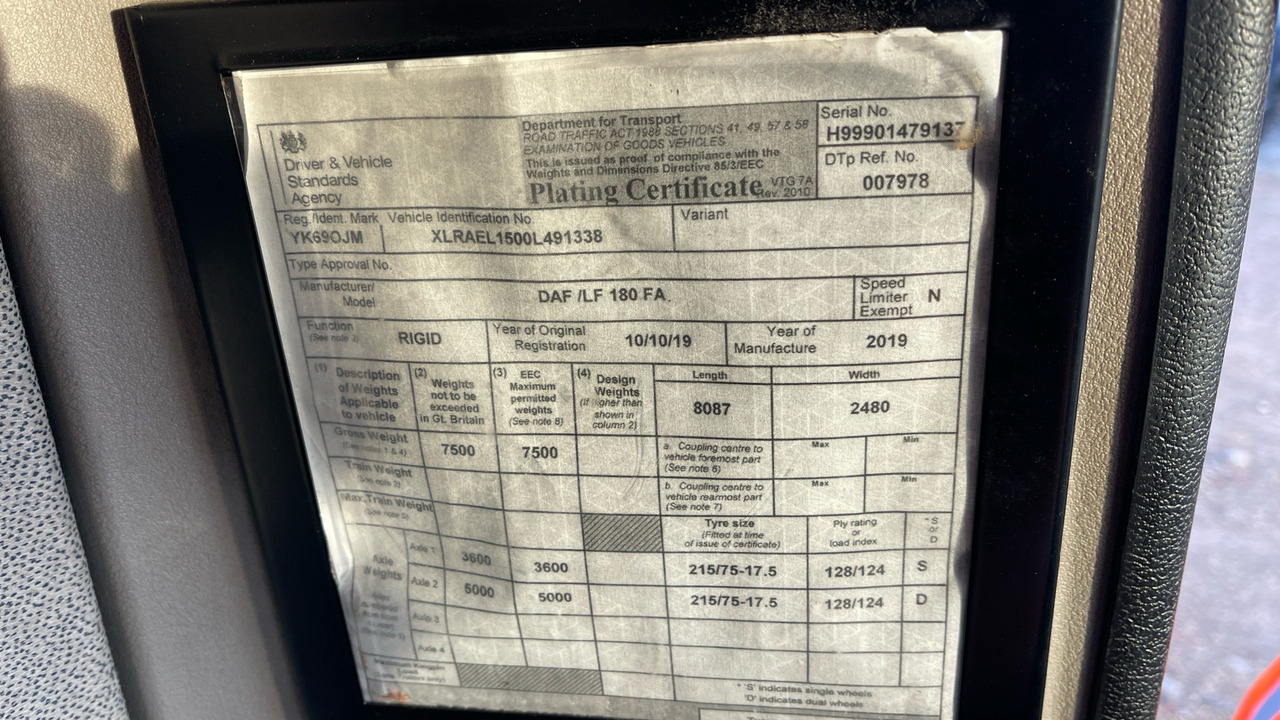 Department for Transport
ROAD TRAFFIC ACT 1988 SECTIONS 41, 49, 57 & 58
EXAMINATION OF GOODS VEHICLES
This is issued as proof of compliance with the
Weights and Dimensions Directive 85/3/EEC
Plating Certificate VTG 7A
Rev. 2010
Serial No.
H99901479137
DTp Ref. No.
007978
Driver & Vehicle
Standards
Agency
Reg./Ident. Mark Vehicle Identification No. Variant
YK69OJM XLRAEL1500L491338
Type Approval No.
Manufacturer/
Model
DAF /LF 180 FA
Speed
Limiter
Exempt
N
Function
(See note 2)
RIGID
Year of Original
Registration
10/10/19
Year of
Manufacture
2019
(1) Description
of Weights
Applicable
to vehicle
(2) Weights
not to be
exceeded
in Gt. Britain
(3) EEC
Maximum
permitted
weights
(See note 8)
(4) Design
Weights
(if higher than
shown in
column 2)
Length Width
8087 2480
Gross Weight
(See notes 1 & 4)
7500 7500
a. Coupling centre to
vehicle foremost part
(See note 6)
Max Min
Train Weight
b. Coupling centre to
vehicle rearmost part
(See note 7)
Max Min
Max.Train Weight
Tyre size
(Fitted at time
of issue of certificate)
Ply rating
or
load index
*S
or
D
Axle
Weights
Axle 1 3600 3600 215/75-17.5 128/124 S
Axle 2 5000 5000 215/75-17.5 128/124 D
Axle 3
Axle 4
* 'S' indicates single wheels
'D' indicates dual wheels